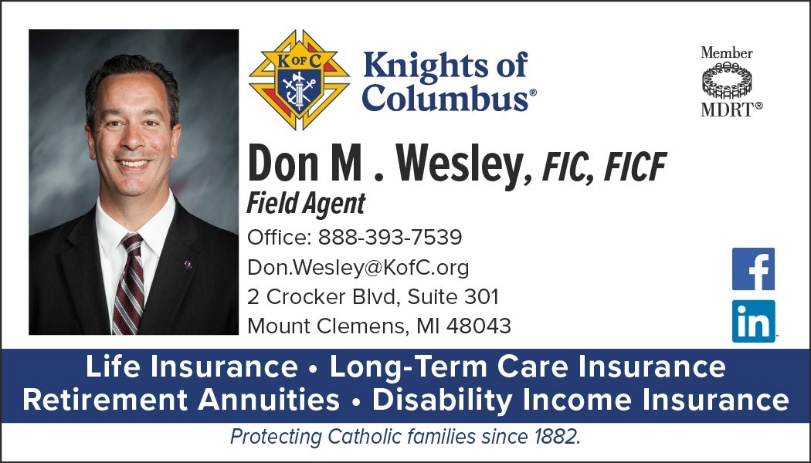 K OF C
Knights of
Columbus®
Member
MDRT®
Don M . Wesley, FIC, FICF
Field Agent
Office: 888-393-7539
Don.Wesley@KofC.org
2 Crocker Blvd, Suite 301
Mount Clemens, MI 48043
f
in
Life Insurance • Long-Term Care Insurance
Retirement Annuities • Disability Income Insurance
Protecting Catholic families since 1882.